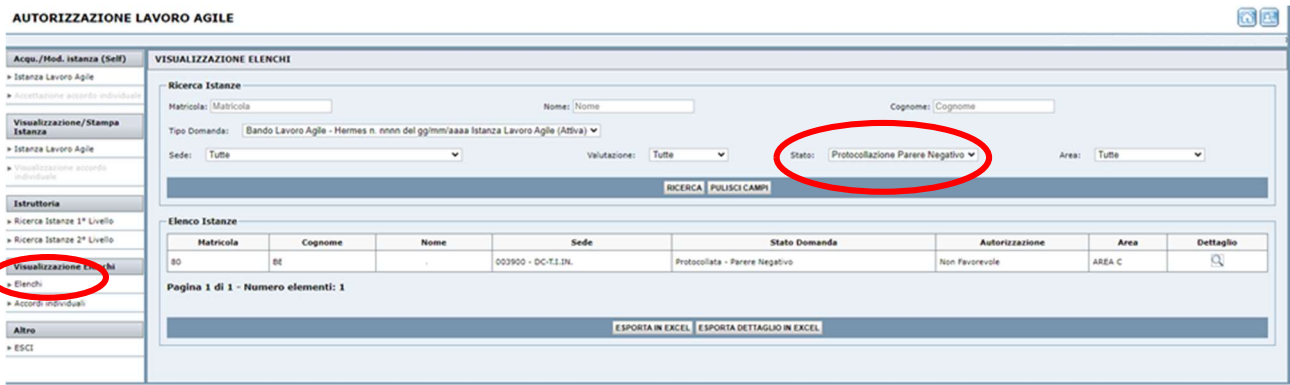 AUTORIZZAZIONE LAVORO AGILE
Acqu./Mod. istanza (Self)
» Istanza Lavoro Agile
» Accettazione accordo individuale
Visualizzazione/Stampa
Istanza
» Istanza Lavoro Agile
» Visualizzazione accordo
individuale
Istruttoria
» Ricerca Istanze 1° Livello
» Ricerca Istanze 2° Livello
Visualizzazione Elenchi
» Elenchi
» Accordi individuali
Altro
» ESCI
VISUALIZZAZIONE ELENCHI
Ricerca Istanze
Matricola: Matricola Nome: Nome Cognome: Cognome
Tipo Domanda: Bando Lavoro Agile - Hermes n. nnnn del gg/mm/aaaa Istanza Lavoro Agile (Attiva)
Sede: Tutte Valutazione: Tutte Stato: Protocollazione Parere Negativo Area: Tutte
RICERCA PULISCI CAMPI
Elenco Istanze
Matricola Cognome Nome Sede Stato Domanda Autorizzazione Area Dettaglio
80 BE 003900 - DC-T.I.IN. Protocollata - Parere Negativo Non Favorevole AREA C
Pagina 1 di 1 - Numero elementi: 1
ESPORTA IN EXCEL ESPORTA DETTAGLIO IN EXCEL